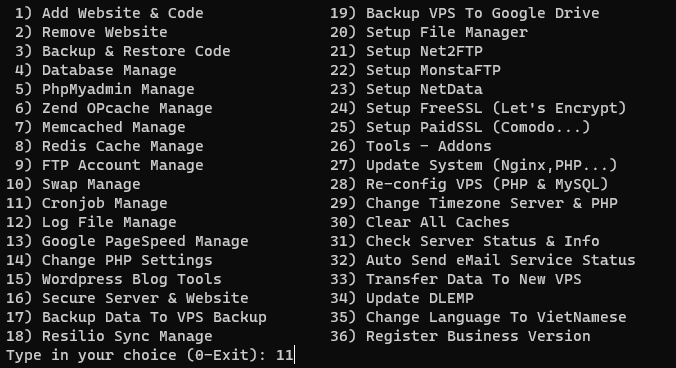 1) Add Website & Code
2) Remove Website
3) Backup & Restore Code
4) Database Manage
5) PhpMyadmin Manage
6) Zend OPcache Manage
7) Memcached Manage
8) Redis Cache Manage
9) FTP Account Manage
10) Swap Manage
11) Cronjob Manage
12) Log File Manage
13) Google PageSpeed Manage
14) Change PHP Settings
15) Wordpress Blog Tools
16) Secure Server & Website
17) Backup Data To VPS Backup
18) Resilio Sync Manage
19) Backup VPS To Google Drive
20) Setup File Manager
21) Setup Net2FTP
22) Setup MonstaFTP
23) Setup NetData
24) Setup FreeSSL (Let's Encrypt)
25) Setup PaidSSL (Comodo...)
26) Tools - Addons
27) Update System (Nginx,PHP...)
28) Re-config VPS (PHP & MySQL)
29) Change Timezone Server & PHP
30) Clear All Caches
31) Check Server Status & Info
32) Auto Send eMail Service Status
33) Transfer Data To New VPS
34) Update DLEMP
35) Change Language To VietNamese
36) Register Business Version
Type in your choice (0-Exit): 11